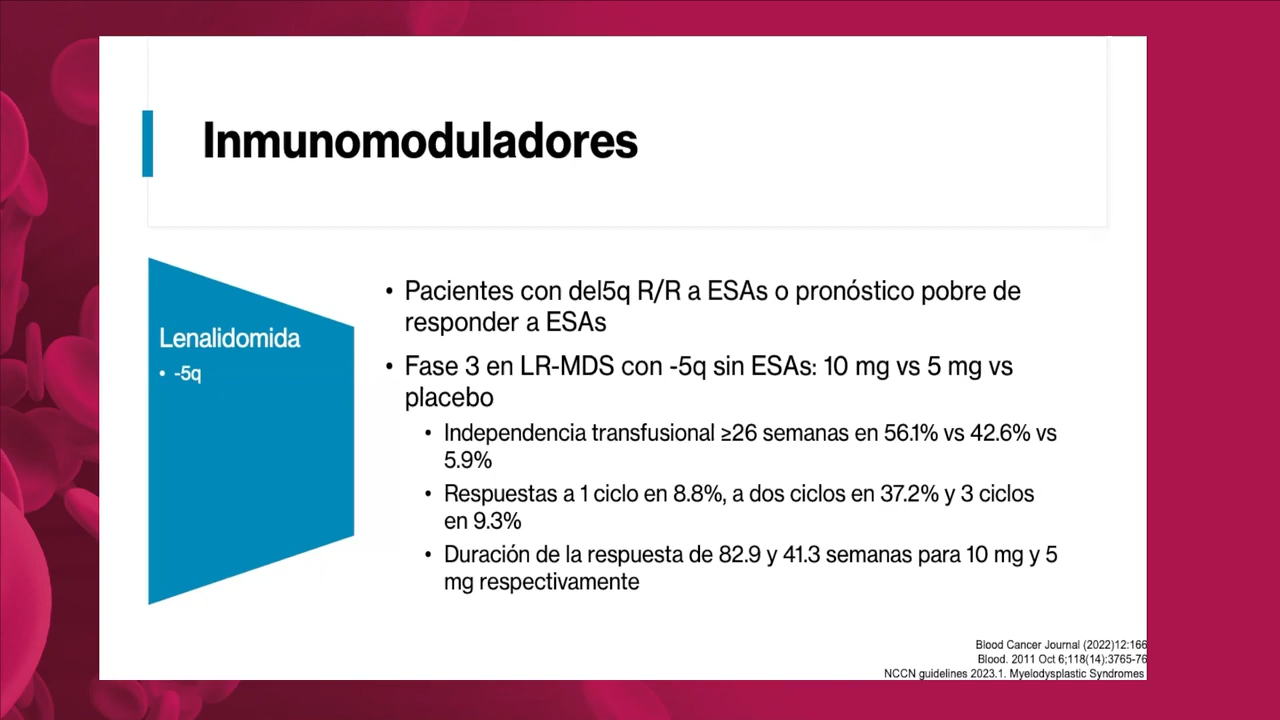 Inmunomoduladores
Lenalidomida
• -5q
• Pacientes con del5q R/R a ESAs o pronóstico pobre de
responder a ESAs
• Fase 3 en LR-MDS con -5q sin ESAs: 10 mg vs 5 mg vs
placebo
• Independencia transfusional ≥26 semanas en 56.1% vs 42.6% vs
5.9%
• Respuestas a 1 ciclo en 8.8%, a dos ciclos en 37.2% y 3 ciclos
en 9.3%
• Duración de la respuesta de 82.9 y 41.3 semanas para 10 mg y 5
mg respectivamente
Blood Cancer Journal (2022)12:166
Blood. 2011 Oct 6;118(14):3765-76
NCCN guidelines 2023.1. Myelodysplastic Syndromes